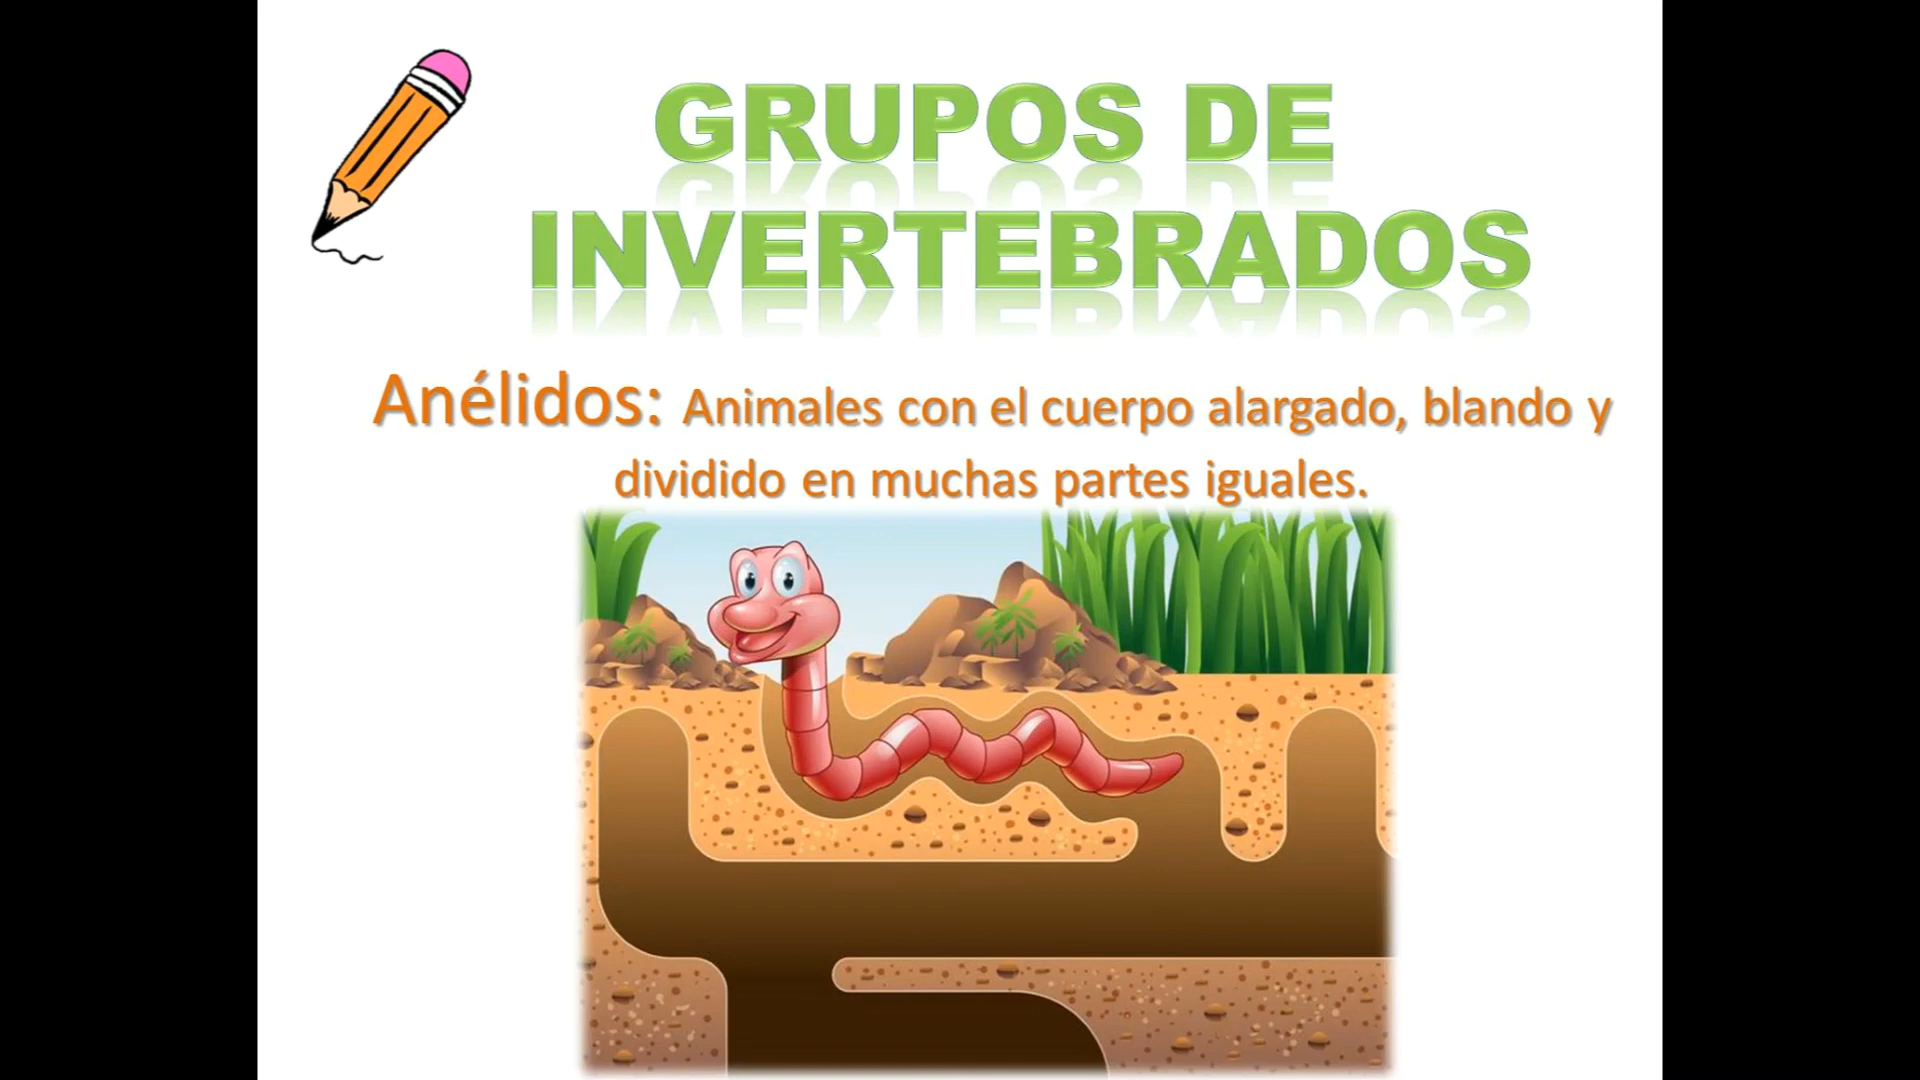 GRUPOS DE
INVERTEBRADOS
Anélidos: Animales con el cuerpo alargado, blando y
dividido en muchas partes iguales.